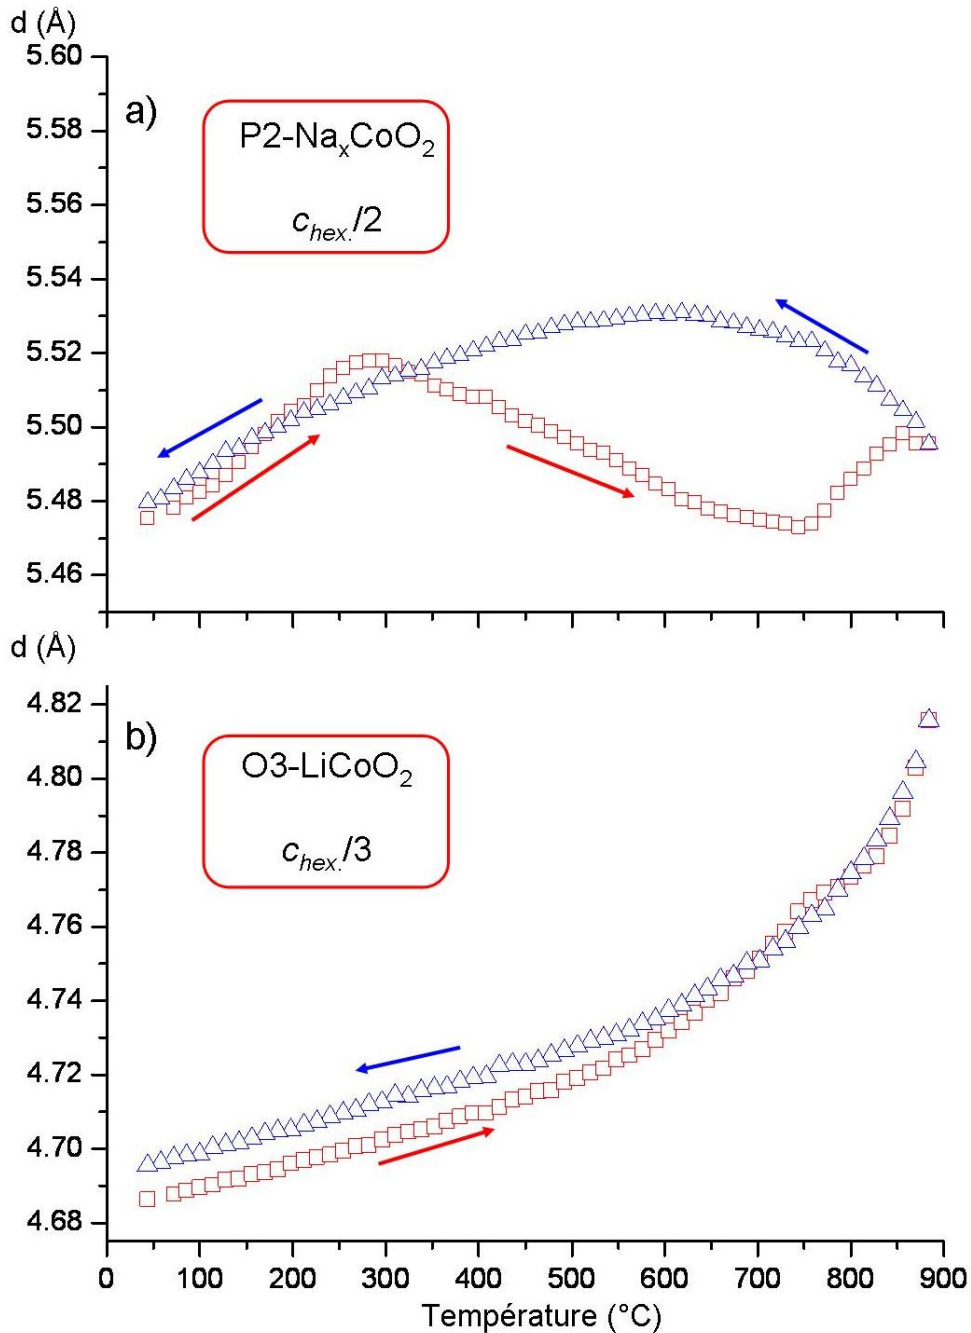 d (Å)
5.60
a)
5.58
P2-NaₓCoO₂
5.56
c_hex./2
5.54
5.52
5.50
5.48
5.46
d (Å)
4.82
b)
O3-LiCoO₂
4.80
c_hex./3
4.78
4.76
4.74
4.72
4.70
4.68
0 100 200 300 400 500 600 700 800 900
Température (°C)